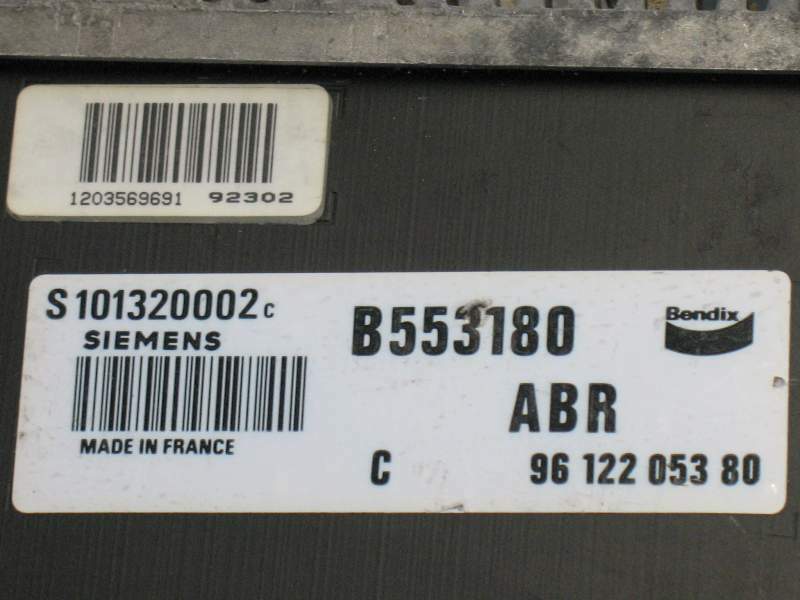 1203569691 92302
S101320002c B553180 Bendix
SIEMENS
ABR
MADE IN FRANCE
C 96 122 053 80